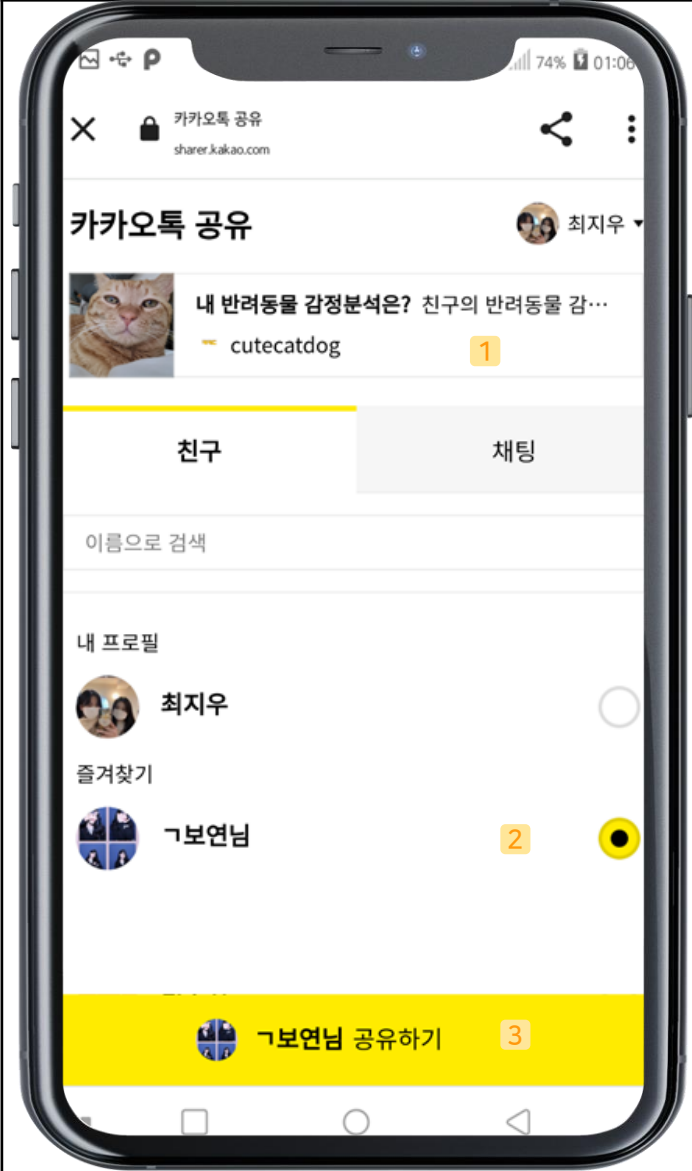 74% 01:06
카카오톡 공유
sharer.kakao.com
카카오톡 공유
최지우
내 반려동물 감정분석은? 친구의 반려동물 감…
cutecatdog
1
친구
채팅
이름으로 검색
내 프로필
최지우
즐겨찾기
ㄱ보연님
2
ㄱ보연님 공유하기
3